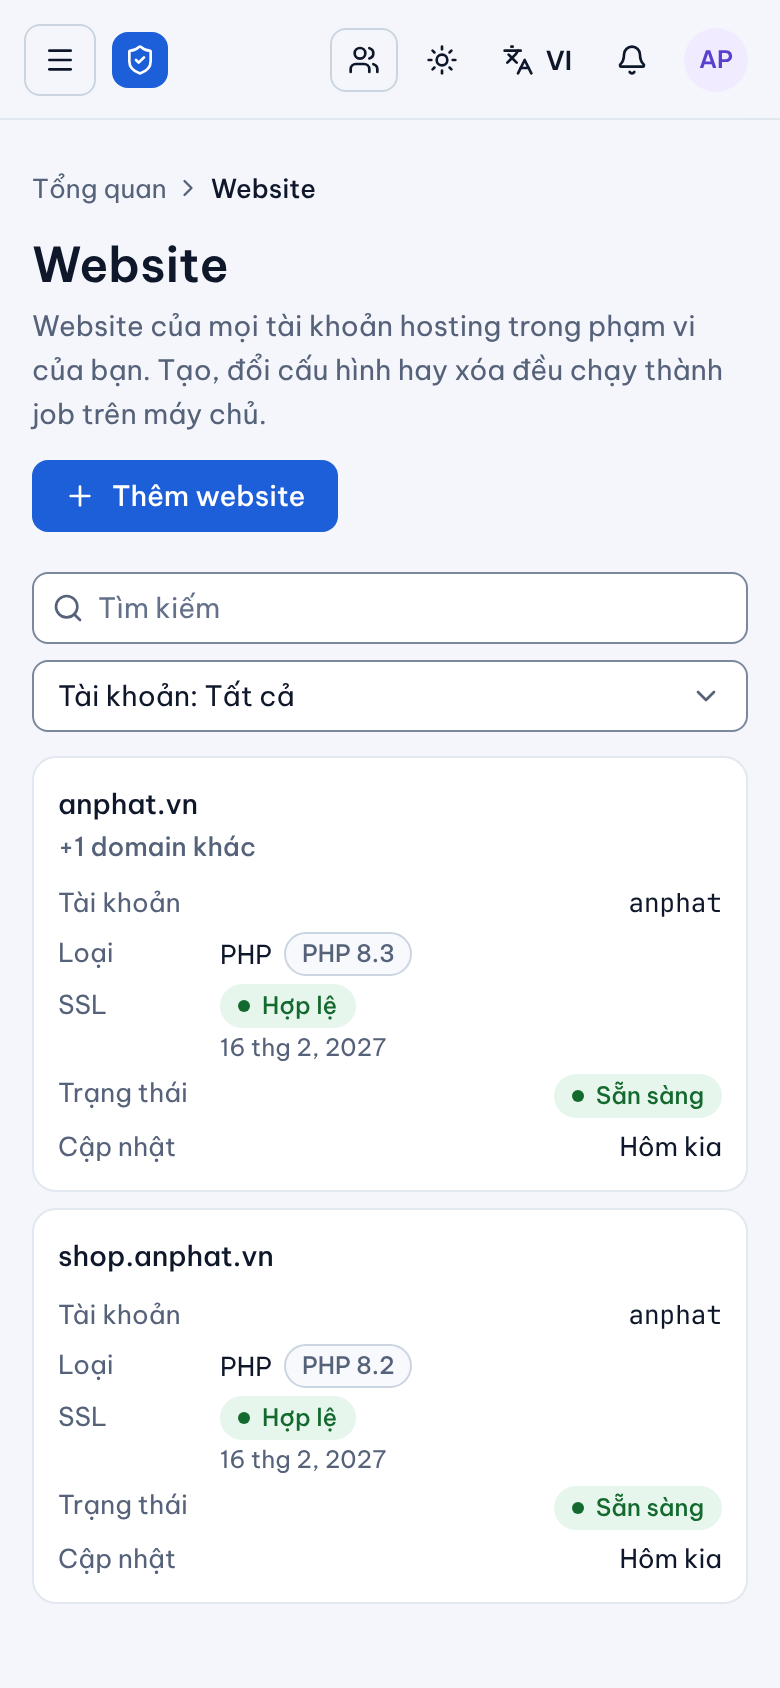 VI
AP
Tổng quan > Website
Website
Website của mọi tài khoản hosting trong phạm vi
của bạn. Tạo, đổi cấu hình hay xóa đều chạy thành
job trên máy chủ.
+ Thêm website
Tìm kiếm
Tài khoản: Tất cả
anphat.vn
+1 domain khác
Tài khoản anphat
Loại PHP PHP 8.3
SSL Hợp lệ
16 thg 2, 2027
Trạng thái Sẵn sàng
Cập nhật Hôm kia
shop.anphat.vn
Tài khoản anphat
Loại PHP PHP 8.2
SSL Hợp lệ
16 thg 2, 2027
Trạng thái Sẵn sàng
Cập nhật Hôm kia